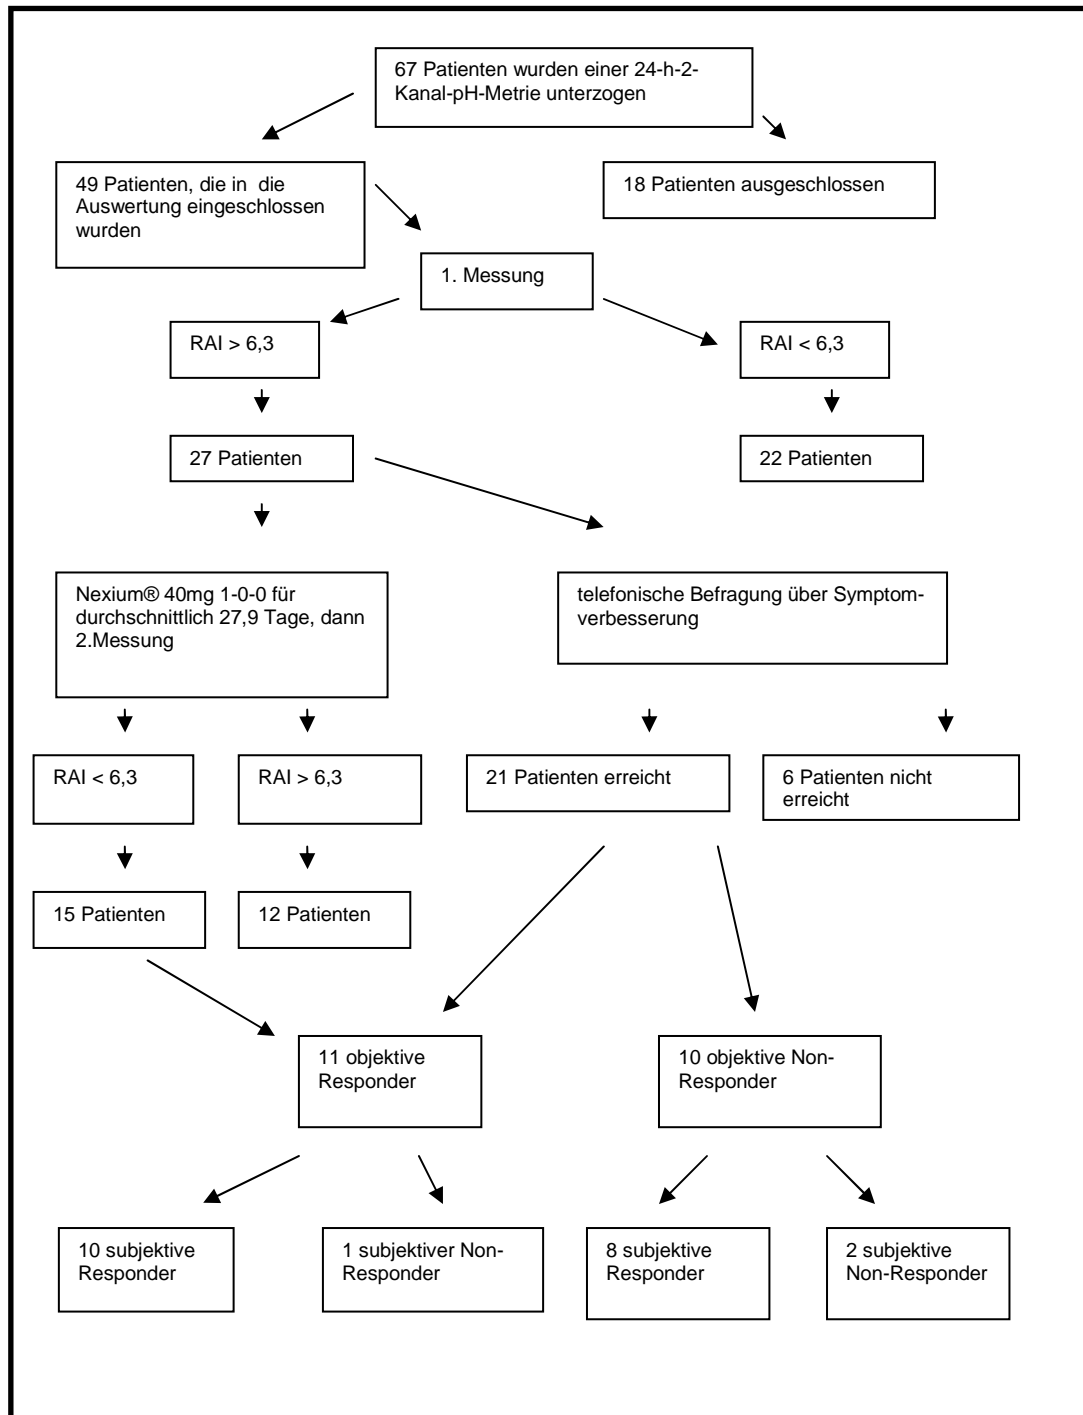 67 Patienten wurden einer 24-h-2-
Kanal-pH-Metrie unterzogen
49 Patienten, die in die
Auswertung eingeschlossen
wurden
18 Patienten ausgeschlossen
1. Messung
RAI > 6,3
RAI < 6,3
27 Patienten
22 Patienten
Nexium® 40mg 1-0-0 für
durchschnittlich 27,9 Tage, dann
2.Messung
telefonische Befragung über Symptom-
verbesserung
RAI < 6,3
RAI > 6,3
21 Patienten erreicht
6 Patienten nicht
erreicht
15 Patienten
12 Patienten
11 objektive
Responder
10 objektive Non-
Responder
10 subjektive
Responder
1 subjektiver Non-
Responder
8 subjektive
Responder
2 subjektive
Non-Responder